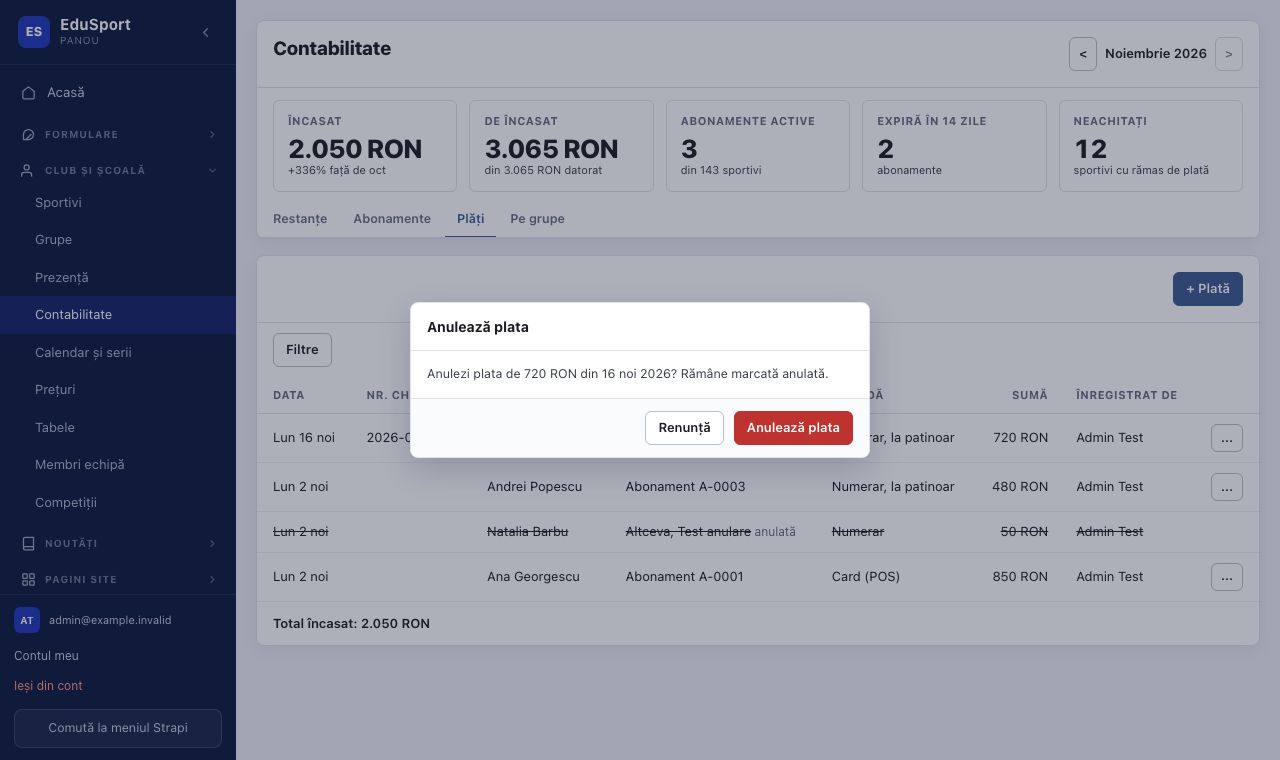 ES EduSport
PANOU
Acasă
FORMULARE
CLUB ȘI ȘCOALĂ
Sportivi
Grupe
Prezență
Contabilitate
Calendar și serii
Prețuri
Tabele
Membri echipă
Competiții
NOUTĂȚI
PAGINI SITE
AT admin@example.invalid
Contul meu
Ieși din cont
Comută la meniul Strapi
Contabilitate
< Noiembrie 2026 >
ÎNCASAT
2.050 RON
+336% față de oct
DE ÎNCASAT
3.065 RON
din 3.065 RON datorat
ABONAMENTE ACTIVE
3
din 143 sportivi
EXPIRĂ ÎN 14 ZILE
2
abonamente
NEACHITAȚI
12
sportivi cu rămas de plată
Restanțe Abonamente Plăți Pe grupe
+ Plată
Filtre
Anulează plata
Anulezi plata de 720 RON din 16 noi 2026? Rămâne marcată anulată.
Renunță Anulează plata
DATA SUMĂ ÎNREGISTRAT DE
Lun 16 noi la patinoar 720 RON Admin Test ...
Lun 2 noi Andrei Popescu Abonament A-0003 Numerar, la patinoar 480 RON Admin Test ...
Lun 2 noi Natalia Barbu Altceva, Test anulare anulată Numerar 50 RON Admin Test
Lun 2 noi Ana Georgescu Abonament A-0001 Card (POS) 850 RON Admin Test ...
Total încasat: 2.050 RON